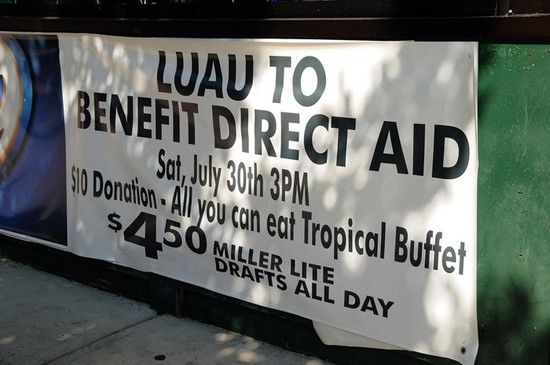 LUAU TO
BENEFIT DIRECT AID
Sat, July 30th 3PM
$10 Donation - All you can eat Tropical Buffet
$4.50 MILLER LITE
DRAFTS ALL DAY